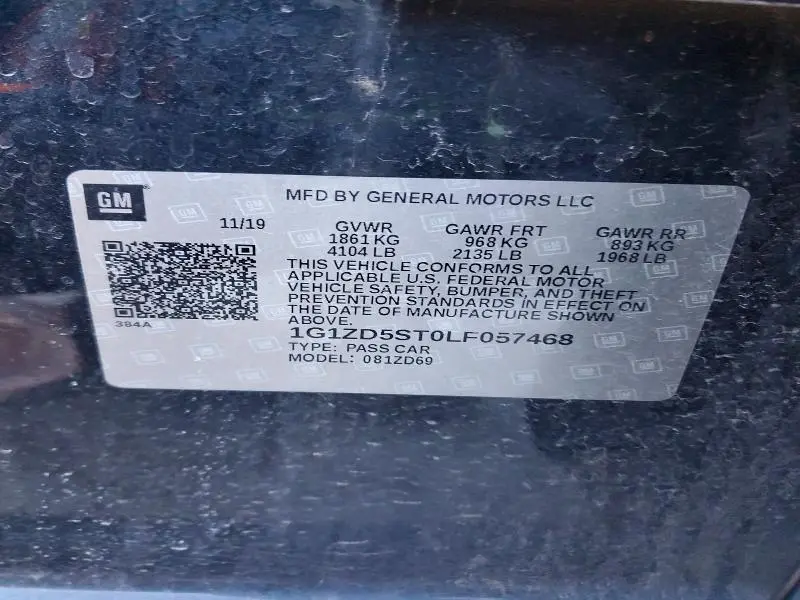 GM
MFD BY GENERAL MOTORS LLC
11/19
GVWR
1861 KG
4104 LB
GAWR FRT
968 KG
2135 LB
GAWR RR
893 KG
1968 LB
THIS VEHICLE CONFORMS TO ALL
APPLICABLE U.S. FEDERAL MOTOR
VEHICLE SAFETY, BUMPER, AND THEFT
PREVENTION STANDARDS IN EFFECT ON
THE DATE OF MANUFACTURE SHOWN
ABOVE.
384A
1G1ZD5ST0LF057468
TYPE: PASS CAR
MODEL: 081ZD69